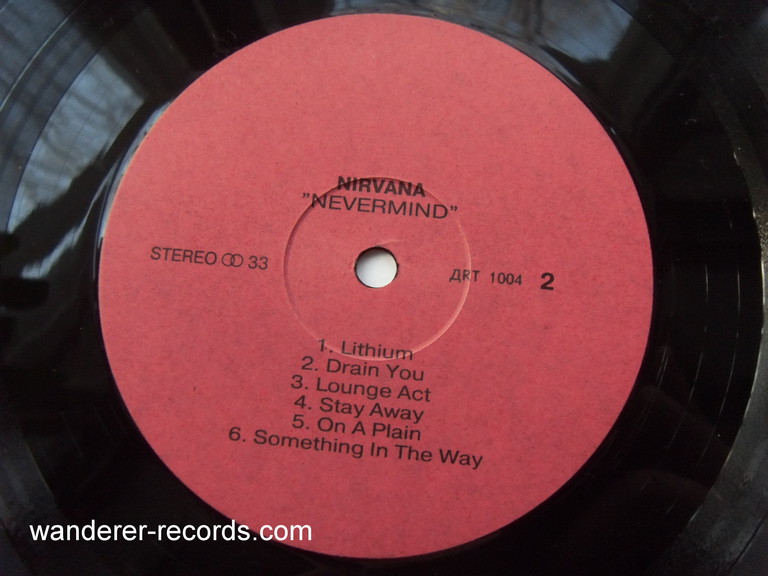 NIRVANA
"NEVERMIND"
STEREO ꝏ 33
ДRT 1004 2
1. Lithium
2. Drain You
3. Lounge Act
4. Stay Away
5. On A Plain
6. Something In The Way
wanderer-records.com